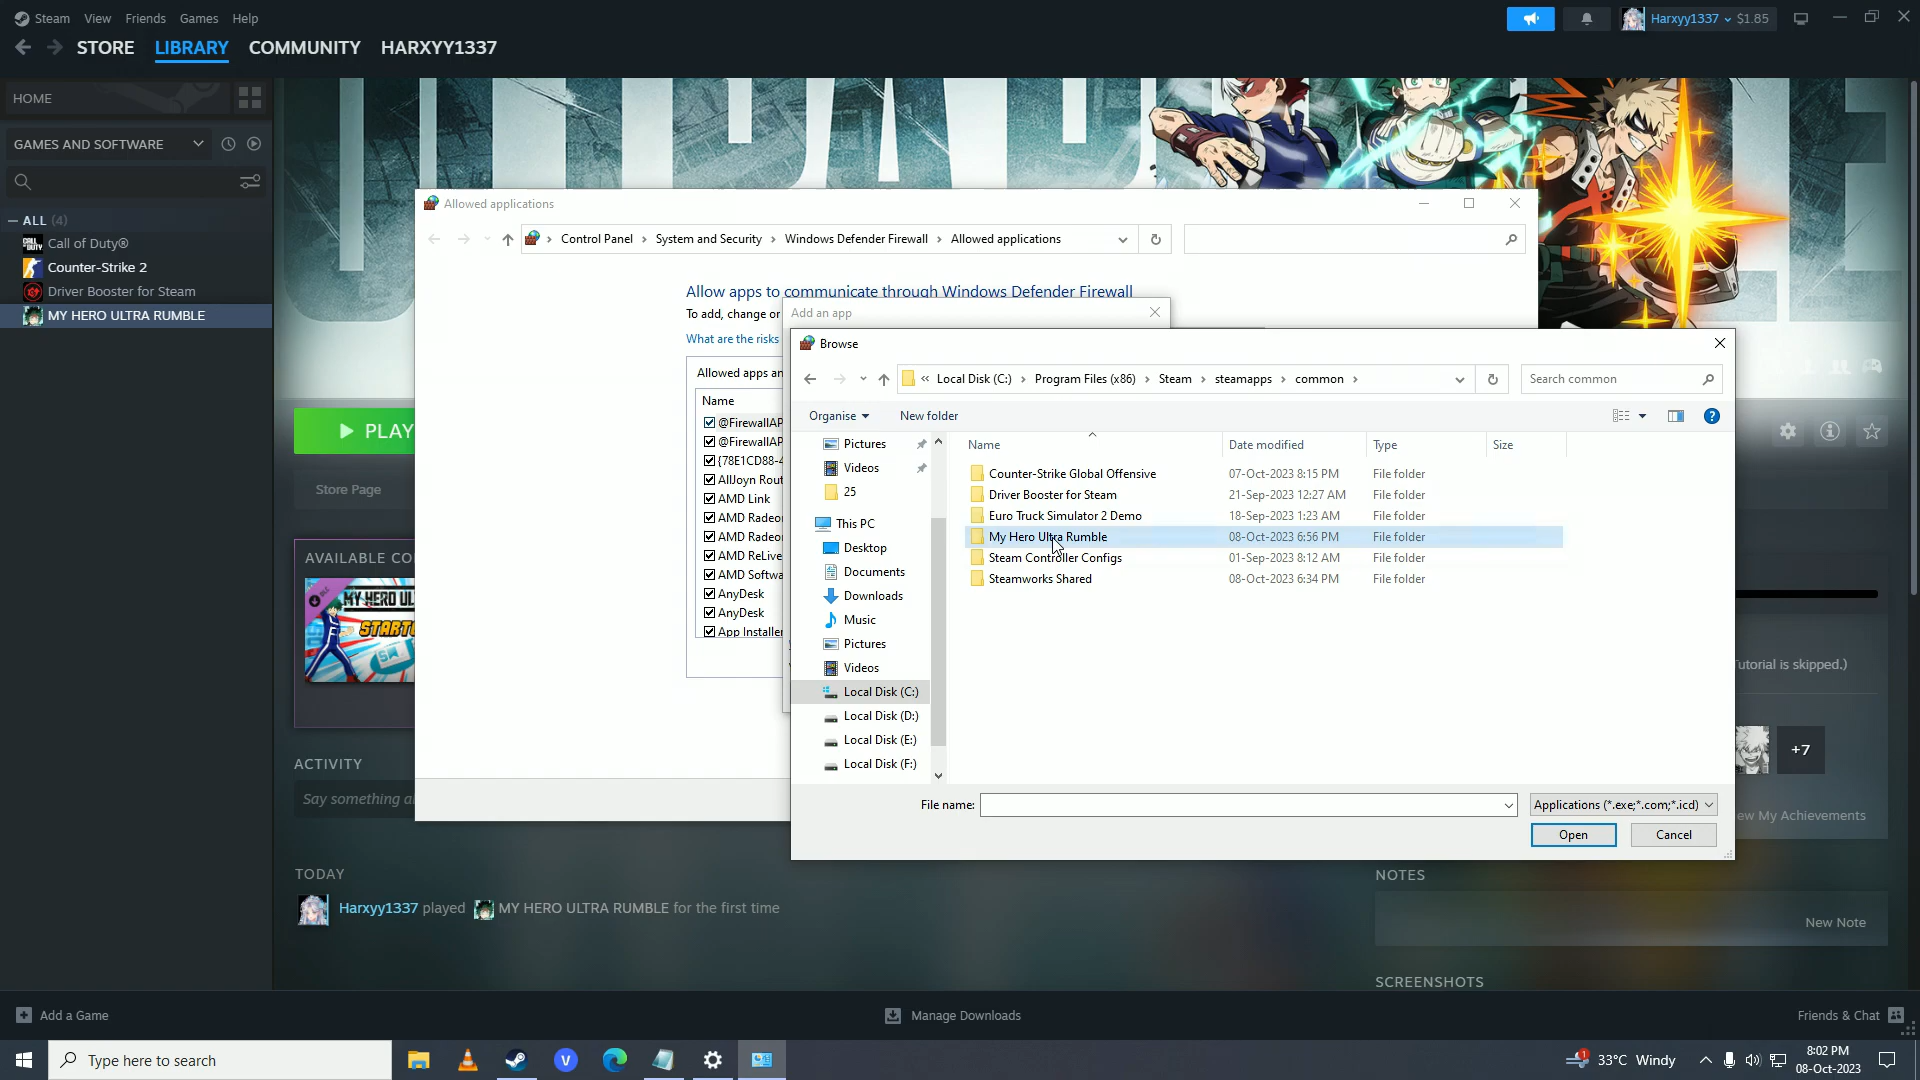 Steam View Friends Games Help
Harxyy1337 $1.85
STORE LIBRARY COMMUNITY HARXYY1337
HOME
GAMES AND SOFTWARE
ALL (4)
Call of Duty®
Counter-Strike 2
Driver Booster for Steam
MY HERO ULTRA RUMBLE
PLAY
Store Page
AVAILABLE CO
MY HERO UL
ACTIVITY
Say something a
TODAY
Harxyy1337 played MY HERO ULTRA RUMBLE for the first time
Allowed applications
Control Panel › System and Security › Windows Defender Firewall › Allowed applications
Allow apps to communicate through Windows Defender Firewall
To add, change or
What are the risks
Allowed apps an
Name
@FirewallAP
@FirewallAP
{78E1CD88-4
AllJoyn Rout
AMD Link
AMD Radeo
AMD Radeo
AMD ReLive
AMD Softwa
AnyDesk
AnyDesk
App Installer
Add an app
Browse
« Local Disk (C:) › Program Files (x86) › Steam › steamapps › common ›
Search common
Organise New folder
Pictures
Videos
25
This PC
Desktop
Documents
Downloads
Music
Pictures
Videos
Local Disk (C:)
Local Disk (D:)
Local Disk (E:)
Local Disk (F:)
Name Date modified Type Size
Counter-Strike Global Offensive 07-Oct-2023 8:15 PM File folder
Driver Booster for Steam 21-Sep-2023 12:27 AM File folder
Euro Truck Simulator 2 Demo 18-Sep-2023 1:23 AM File folder
My Hero Ultra Rumble 08-Oct-2023 6:56 PM File folder
Steam Controller Configs 01-Sep-2023 8:12 AM File folder
Steamworks Shared 08-Oct-2023 6:34 PM File folder
File name: Applications (*.exe;*.com;*.icd)
Open Cancel
utorial is skipped.)
+7
ew My Achievements
NOTES
New Note
SCREENSHOTS
Add a Game
Manage Downloads
Friends & Chat
Type here to search
1
33°C Windy
8:02 PM
08-Oct-2023